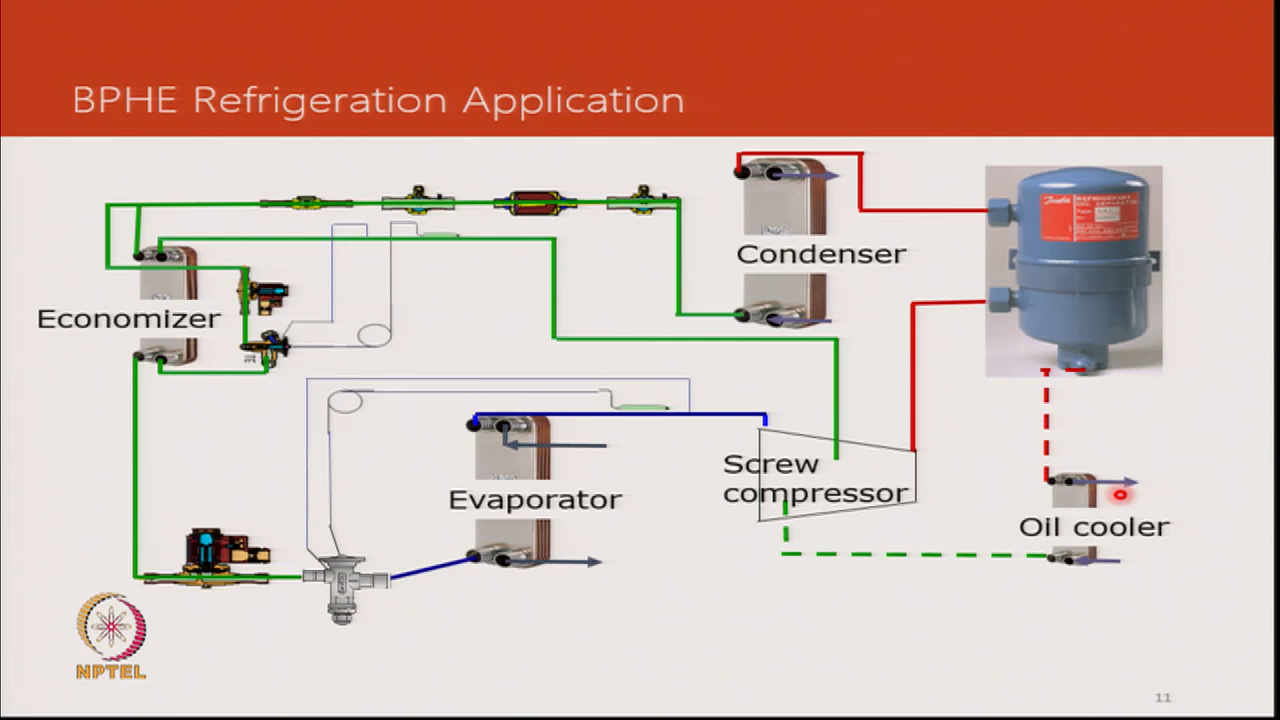 BPHE Refrigeration Application
Condenser
Economizer
Screw
compressor
Evaporator
Oil cooler
NPTEL
11